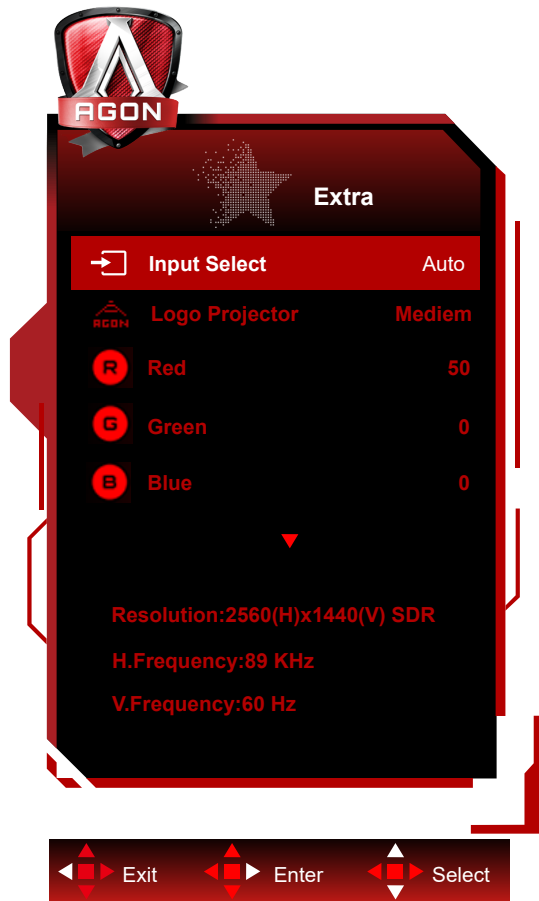 AGON
Extra
Input Select Auto
AGON Logo Projector Mediem
R Red 50
G Green 0
B Blue 0
Resolution:2560(H)x1440(V) SDR
H.Frequency:89 KHz
V.Frequency:60 Hz
Exit Enter Select